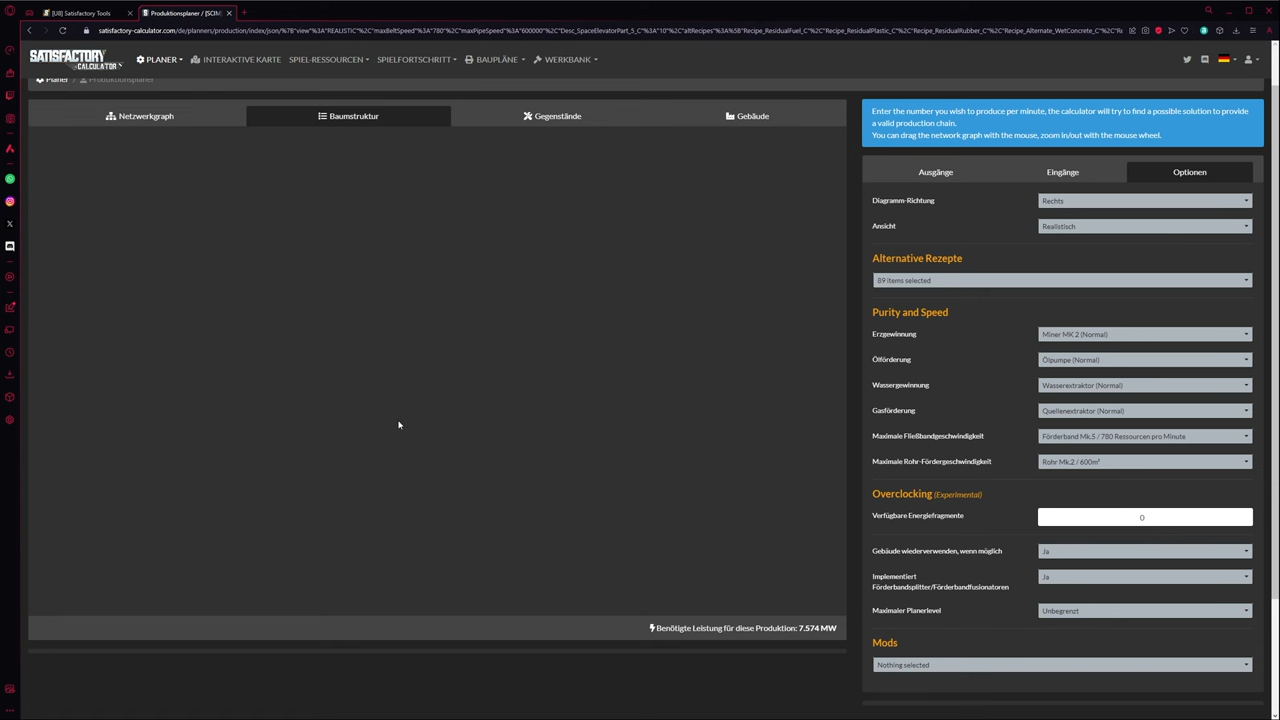 [U8] Satisfactory Tools
Produktionsplaner / [SCIM]
satisfactory-calculator.com/de/planners/production/index/json/%7B"view"%3A"REALISTIC"%2C"maxBeltSpeed"%3A"780"%2C"maxPipeSpeed"%3A"600000"%2C"Desc_SpaceElevatorPart_5_C"%3A"10"%2C"altRecipes"%3A%5B"Recipe_ResidualFuel_C"%2C"Recipe_ResidualPlastic_C"%2C"Recipe_ResidualRubber_C"%2C"Recipe_Alternate_WetConcrete_C"%2C"Re
SATISFACTORY
CALCULATOR
PLANER
INTERAKTIVE KARTE
SPIEL-RESSOURCEN
SPIELFORTSCHRITT
BAUPLÄNE
WERKBANK
Planer / Produktionsplaner
Netzwerkgraph
Baumstruktur
Gegenstände
Gebäude
Benötigte Leistung für diese Produktion: 7.574 MW
Enter the number you wish to produce per minute, the calculator will try to find a possible solution to provide
a valid production chain.
You can drag the network graph with the mouse, zoom in/out with the mouse wheel.
Ausgänge
Eingänge
Optionen
Diagramm-Richtung
Rechts
Ansicht
Realistisch
Alternative Rezepte
89 items selected
Purity and Speed
Erzgewinnung
Miner MK 2 (Normal)
Ölförderung
Ölpumpe (Normal)
Wassergewinnung
Wasserextraktor (Normal)
Gasförderung
Quellenextraktor (Normal)
Maximale Fließbandgeschwindigkeit
Förderband Mk.5 / 780 Ressourcen pro Minute
Maximale Rohr-Fördergeschwindigkeit
Rohr Mk.2 / 600m³
Overclocking (Experimental)
Verfügbare Energiefragmente
0
Gebäude wiederverwenden, wenn möglich
Ja
Implementiert
Förderbandsplitter/Förderbandfusionatoren
Ja
Maximaler Planerlevel
Unbegrenzt
Mods
Nothing selected